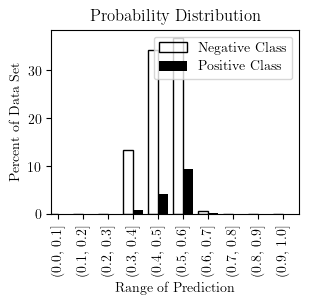 Probability Distribution
Negative Class
Positive Class
Percent of Data Set
30
20
10
0
(0.0, 0.1]
(0.1, 0.2]
(0.2, 0.3]
(0.3, 0.4]
(0.4, 0.5]
(0.5, 0.6]
(0.6, 0.7]
(0.7, 0.8]
(0.8, 0.9]
(0.9, 1.0]
Range of Prediction